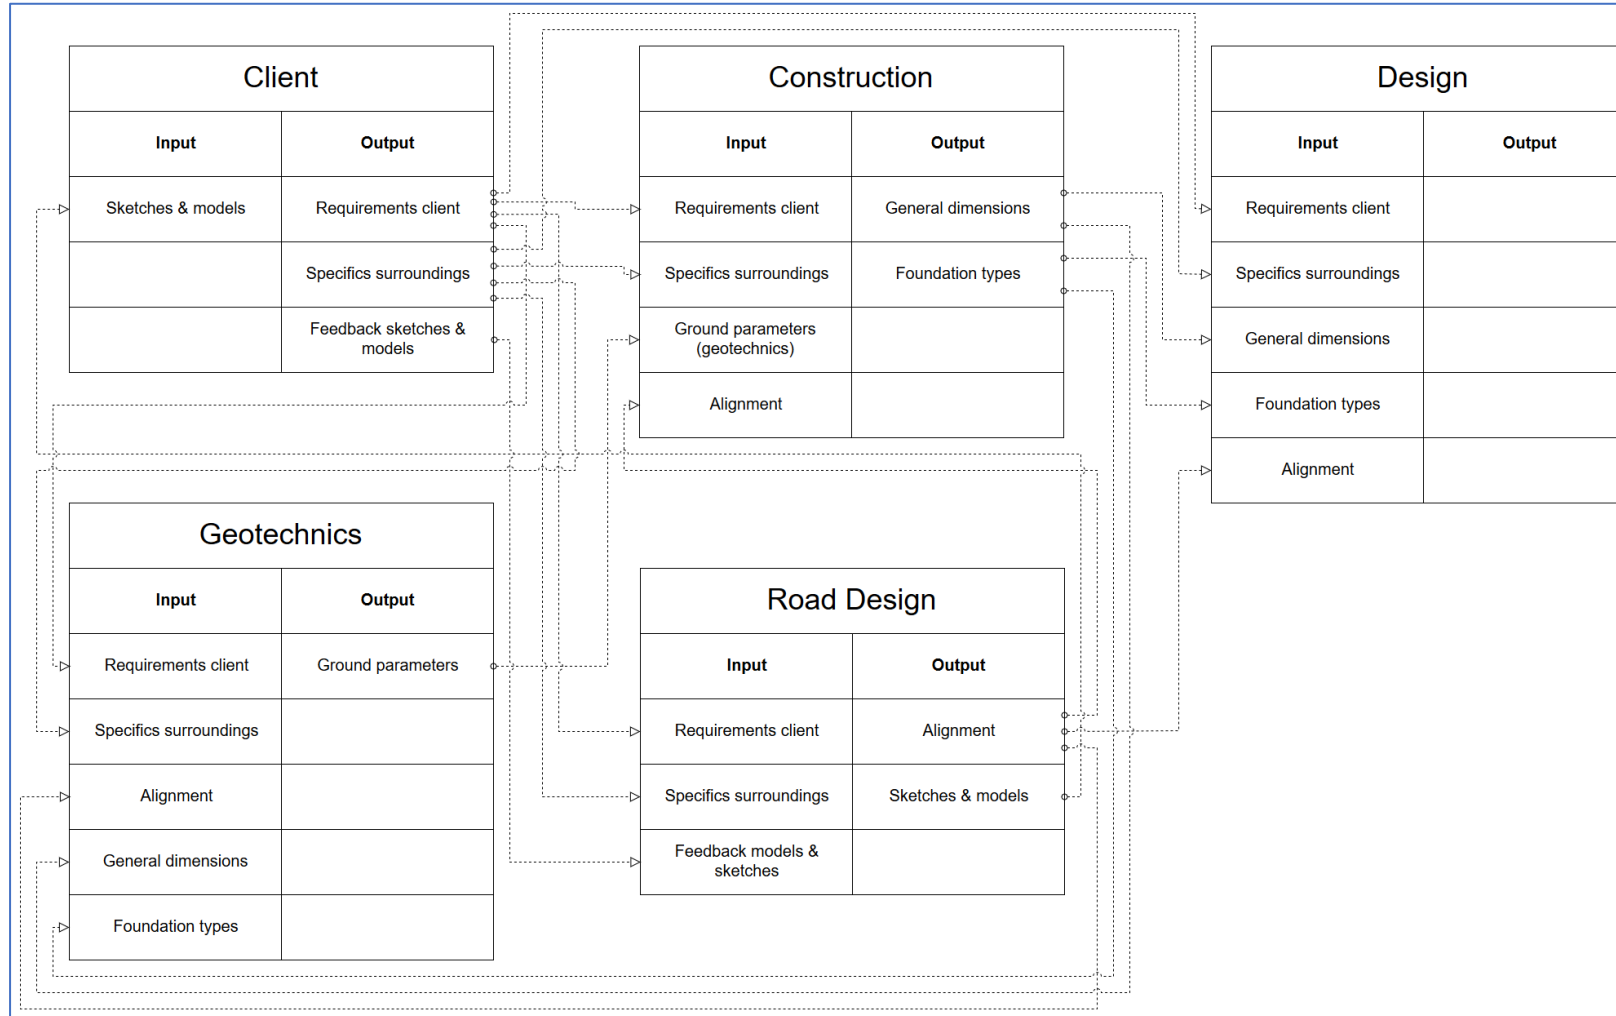 Client
Input
Output
Sketches & models
Requirements client
Specifics surroundings
Feedback sketches &
models
Construction
Input
Output
Requirements client
General dimensions
Specifics surroundings
Foundation types
Ground parameters
(geotechnics)
Alignment
Design
Input
Output
Requirements client
Specifics surroundings
General dimensions
Foundation types
Alignment
Geotechnics
Input
Output
Requirements client
Ground parameters
Specifics surroundings
Alignment
General dimensions
Foundation types
Road Design
Input
Output
Requirements client
Alignment
Specifics surroundings
Sketches & models
Feedback models &
sketches